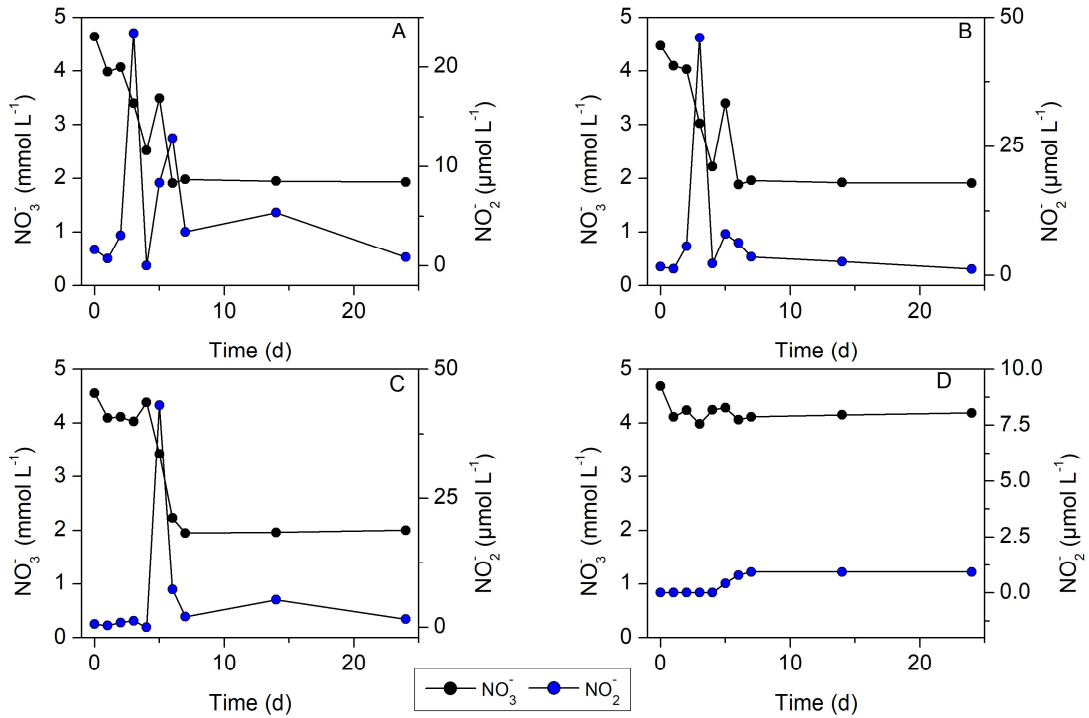 A
5
4
3
2
1
0
NO₃⁻ (mmol L⁻¹)
20
10
0
NO₂⁻ (µmol L⁻¹)
0 10 20
Time (d)
B
5
4
3
2
1
0
NO₃⁻ (mmol L⁻¹)
50
25
0
NO₂⁻ (µmol L⁻¹)
0 10 20
Time (d)
C
5
4
3
2
1
0
NO₃⁻ (mmol L⁻¹)
50
25
0
NO₂⁻ (µmol L⁻¹)
0 10 20
Time (d)
D
5
4
3
2
1
0
NO₃⁻ (mmol L⁻¹)
10.0
7.5
5.0
2.5
0.0
NO₂⁻ (µmol L⁻¹)
0 10 20
Time (d)
NO₃⁻ NO₂⁻